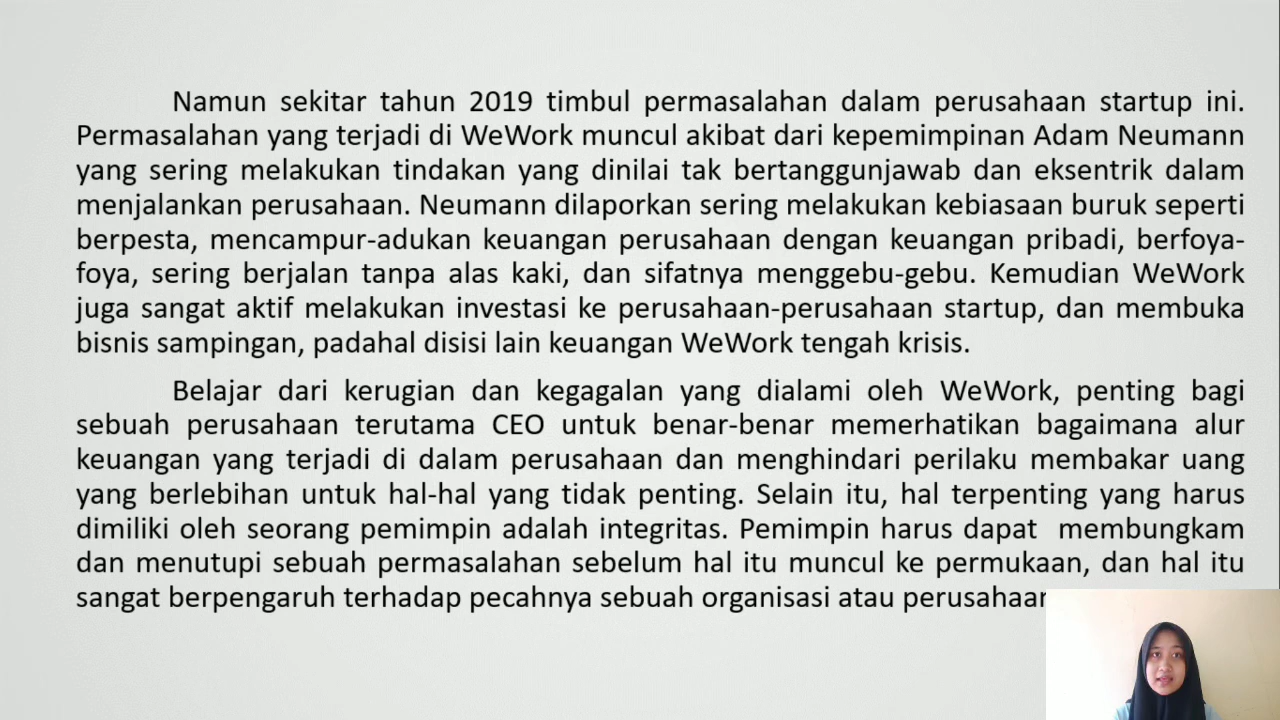 Namun sekitar tahun 2019 timbul permasalahan dalam perusahaan startup ini.
Permasalahan yang terjadi di WeWork muncul akibat dari kepemimpinan Adam Neumann
yang sering melakukan tindakan yang dinilai tak bertanggunjawab dan eksentrik dalam
menjalankan perusahaan. Neumann dilaporkan sering melakukan kebiasaan buruk seperti
berpesta, mencampur-adukan keuangan perusahaan dengan keuangan pribadi, berfoya-
foya, sering berjalan tanpa alas kaki, dan sifatnya menggebu-gebu. Kemudian WeWork
juga sangat aktif melakukan investasi ke perusahaan-perusahaan startup, dan membuka
bisnis sampingan, padahal disisi lain keuangan WeWork tengah krisis.
Belajar dari kerugian dan kegagalan yang dialami oleh WeWork, penting bagi
sebuah perusahaan terutama CEO untuk benar-benar memerhatikan bagaimana alur
keuangan yang terjadi di dalam perusahaan dan menghindari perilaku membakar uang
yang berlebihan untuk hal-hal yang tidak penting. Selain itu, hal terpenting yang harus
dimiliki oleh seorang pemimpin adalah integritas. Pemimpin harus dapat membungkam
dan menutupi sebuah permasalahan sebelum hal itu muncul ke permukaan, dan hal itu
sangat berpengaruh terhadap pecahnya sebuah organisasi atau perusahaan